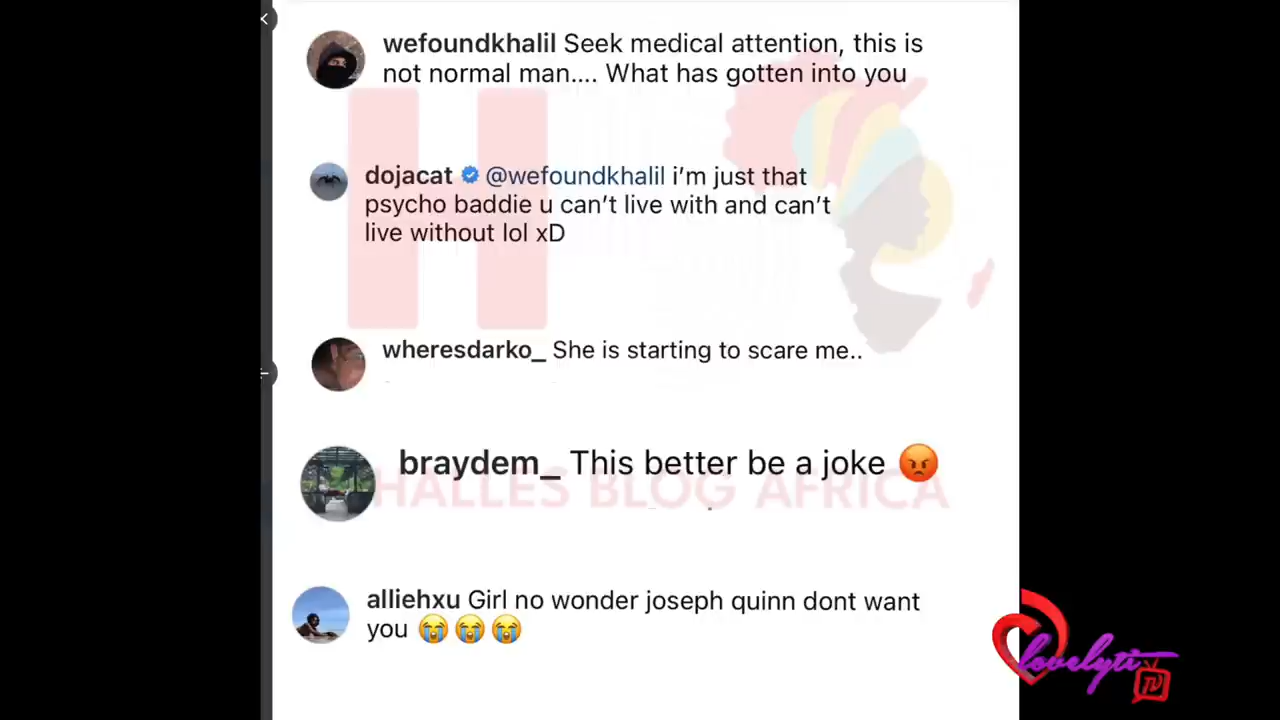 wefoundkhalil Seek medical attention, this is
not normal man.... What has gotten into you
dojacat @wefoundkhalil i’m just that
psycho baddie u can’t live with and can’t
live without lol xD
wheresdarko_ She is starting to scare me..
braydem_ This better be a joke 😡
HALLES BLOG AFRICA
alliehxu Girl no wonder joseph quinn dont want
you 😭😭😭
lovelyti
TV
H